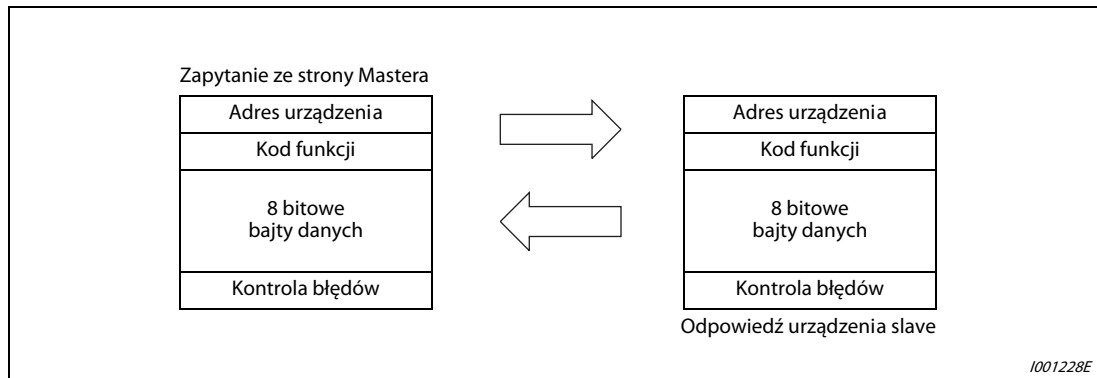 Zapytanie ze strony Mastera
Adres urządzenia
Kod funkcji
8 bitowe
bajty danych
Kontrola błędów
Adres urządzenia
Kod funkcji
8 bitowe
bajty danych
Kontrola błędów
Odpowiedź urządzenia slave
I001228E